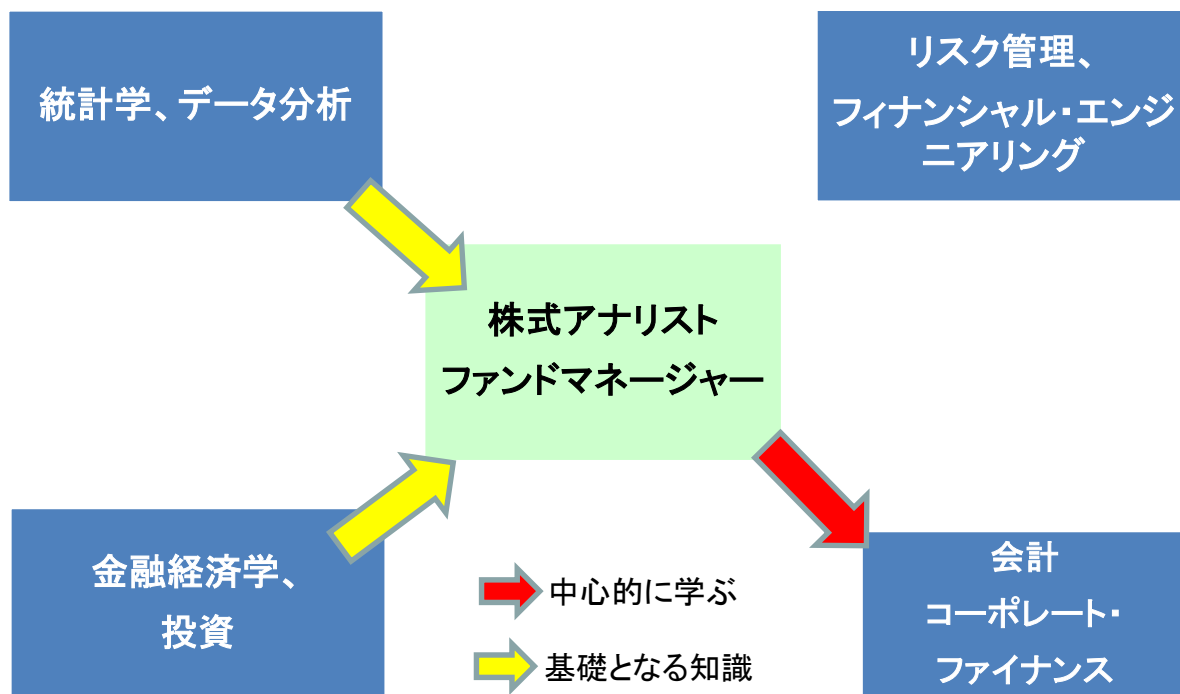 統計学、データ分析
リスク管理、
フィナンシャル・エンジ
ニアリング
株式アナリスト
ファンドマネージャー
金融経済学、
投資
中心的に学ぶ
基礎となる知識
会計
コーポレート・
ファイナンス